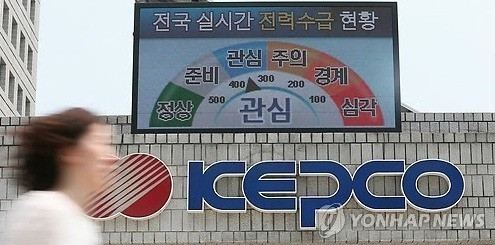 전국 실시간 전력수급 현황
관심 주의
준비 경계
400 300 200
정상 500 관심 100 심각
KEPCO
YONHAP NEWS